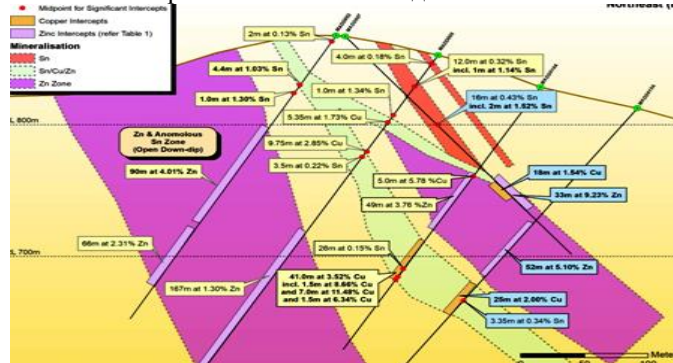 Midpoint for Significant Intercepts
Copper Intercepts
Zinc Intercepts (refer Table 1)
Mineralisation
Sn
Sn/Cu/Zn
Zn Zone
2m at 0.13% Sn
4.0m at 0.18% Sn
12.0m at 0.32% Sn
incl. 1m at 1.14% Sn
4.4m at 1.03% Sn
1.0m at 1.30% Sn
1.0m at 1.34% Sn
16m at 0.43% Sn
incl. 2m at 1.52% Sn
5.35m at 1.73% Cu
800m
Zn & Anomolous
Sn Zone
(Open Down-dip)
9.75m at 2.85% Cu
3.5m at 0.22% Sn
90m at 4.01% Zn
5.0m at 5.78 %Cu
18m at 1.54% Cu
33m at 9.23% Zn
49m at 3.76 %Zn
66m at 2.31% Zn
26m at 0.15% Sn
700m
52m at 5.10% Zn
167m at 1.30% Zn
41.0m at 3.52% Cu
incl. 1.5m at 8.66% Cu
and 7.0m at 11.48% Cu
and 1.5m at 6.34% Cu
25m at 2.00% Cu
3.35m at 0.34% Sn